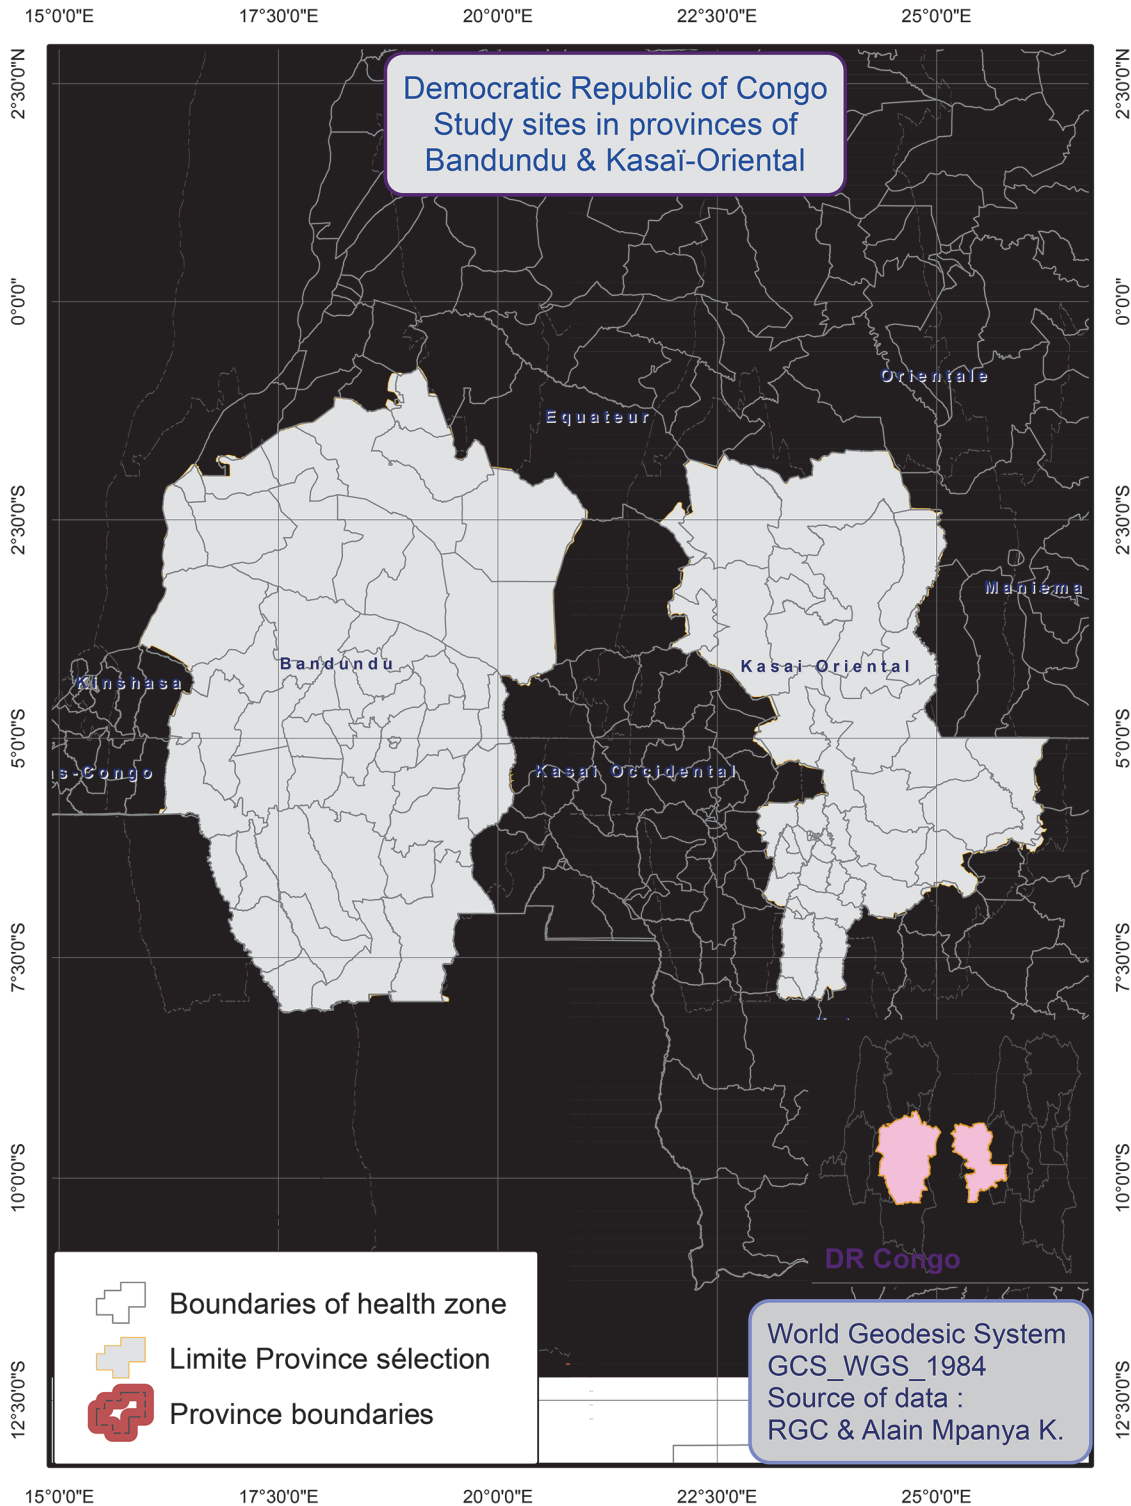 15°0'0"E 17°30'0"E 20°0'0"E 22°30'0"E 25°0'0"E
2°30'0"N
2°30'0"N
Democratic Republic of Congo
Study sites in provinces of
Bandundu & Kasaï-Oriental
0°0'0"
0°0'0"
Orientale
Equateur
2°30'0"S
2°30'0"S
Maniema
Bandundu
Kasai Oriental
Kinshasa
5°0'0"S
5°0'0"S
s-Congo
Kasai Occidental
7°30'0"S
7°30'0"S
10°0'0"S
10°0'0"S
DR Congo
Boundaries of health zone
Limite Province sélection
Province boundaries
World Geodesic System
GCS_WGS_1984
Source of data :
RGC & Alain Mpanya K.
12°30'0"S
12°30'0"S
15°0'0"E 17°30'0"E 20°0'0"E 22°30'0"E 25°0'0"E